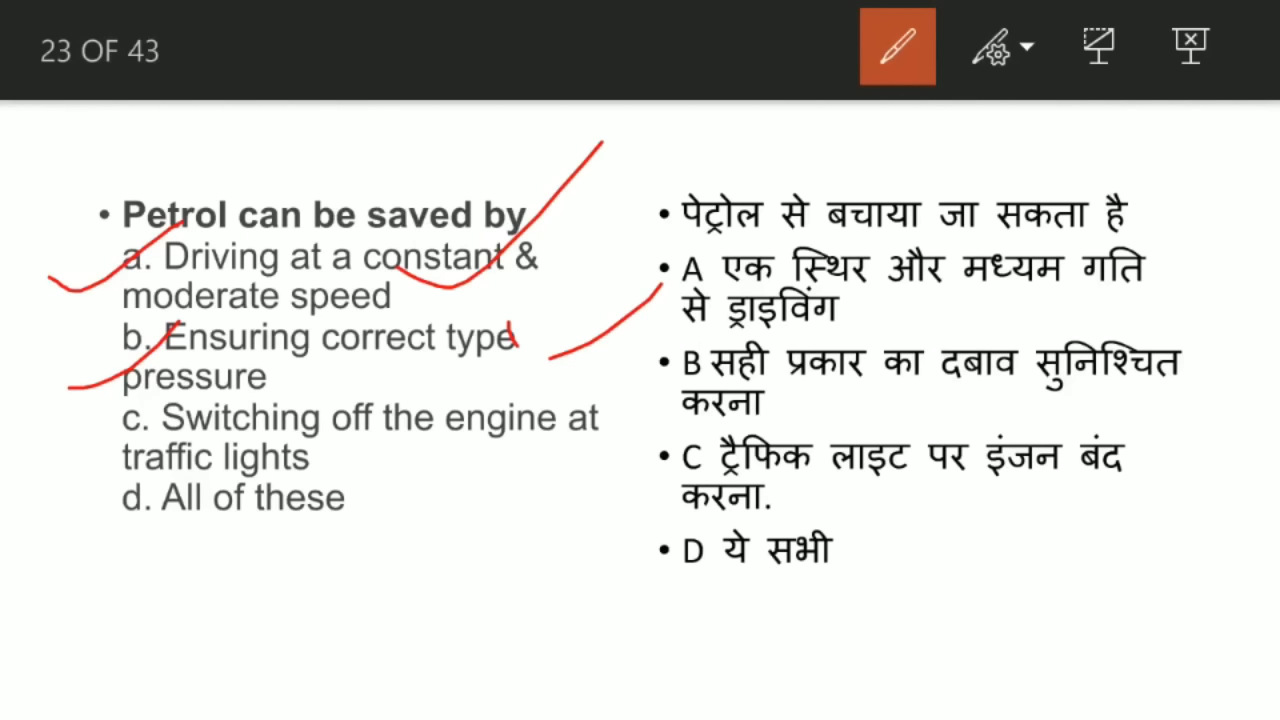 23 OF 43
• Petrol can be saved by
a. Driving at a constant &
moderate speed
b. Ensuring correct type
pressure
c. Switching off the engine at
traffic lights
d. All of these
• पेट्रोल से बचाया जा सकता है
• A एक स्थिर और मध्यम गति
से ड्राइविंग
• B सही प्रकार का दबाव सुनिश्चित
करना
• C ट्रैफिक लाइट पर इंजन बंद
करना.
• D ये सभी